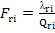 F_ri = λ_ri / Q_ri